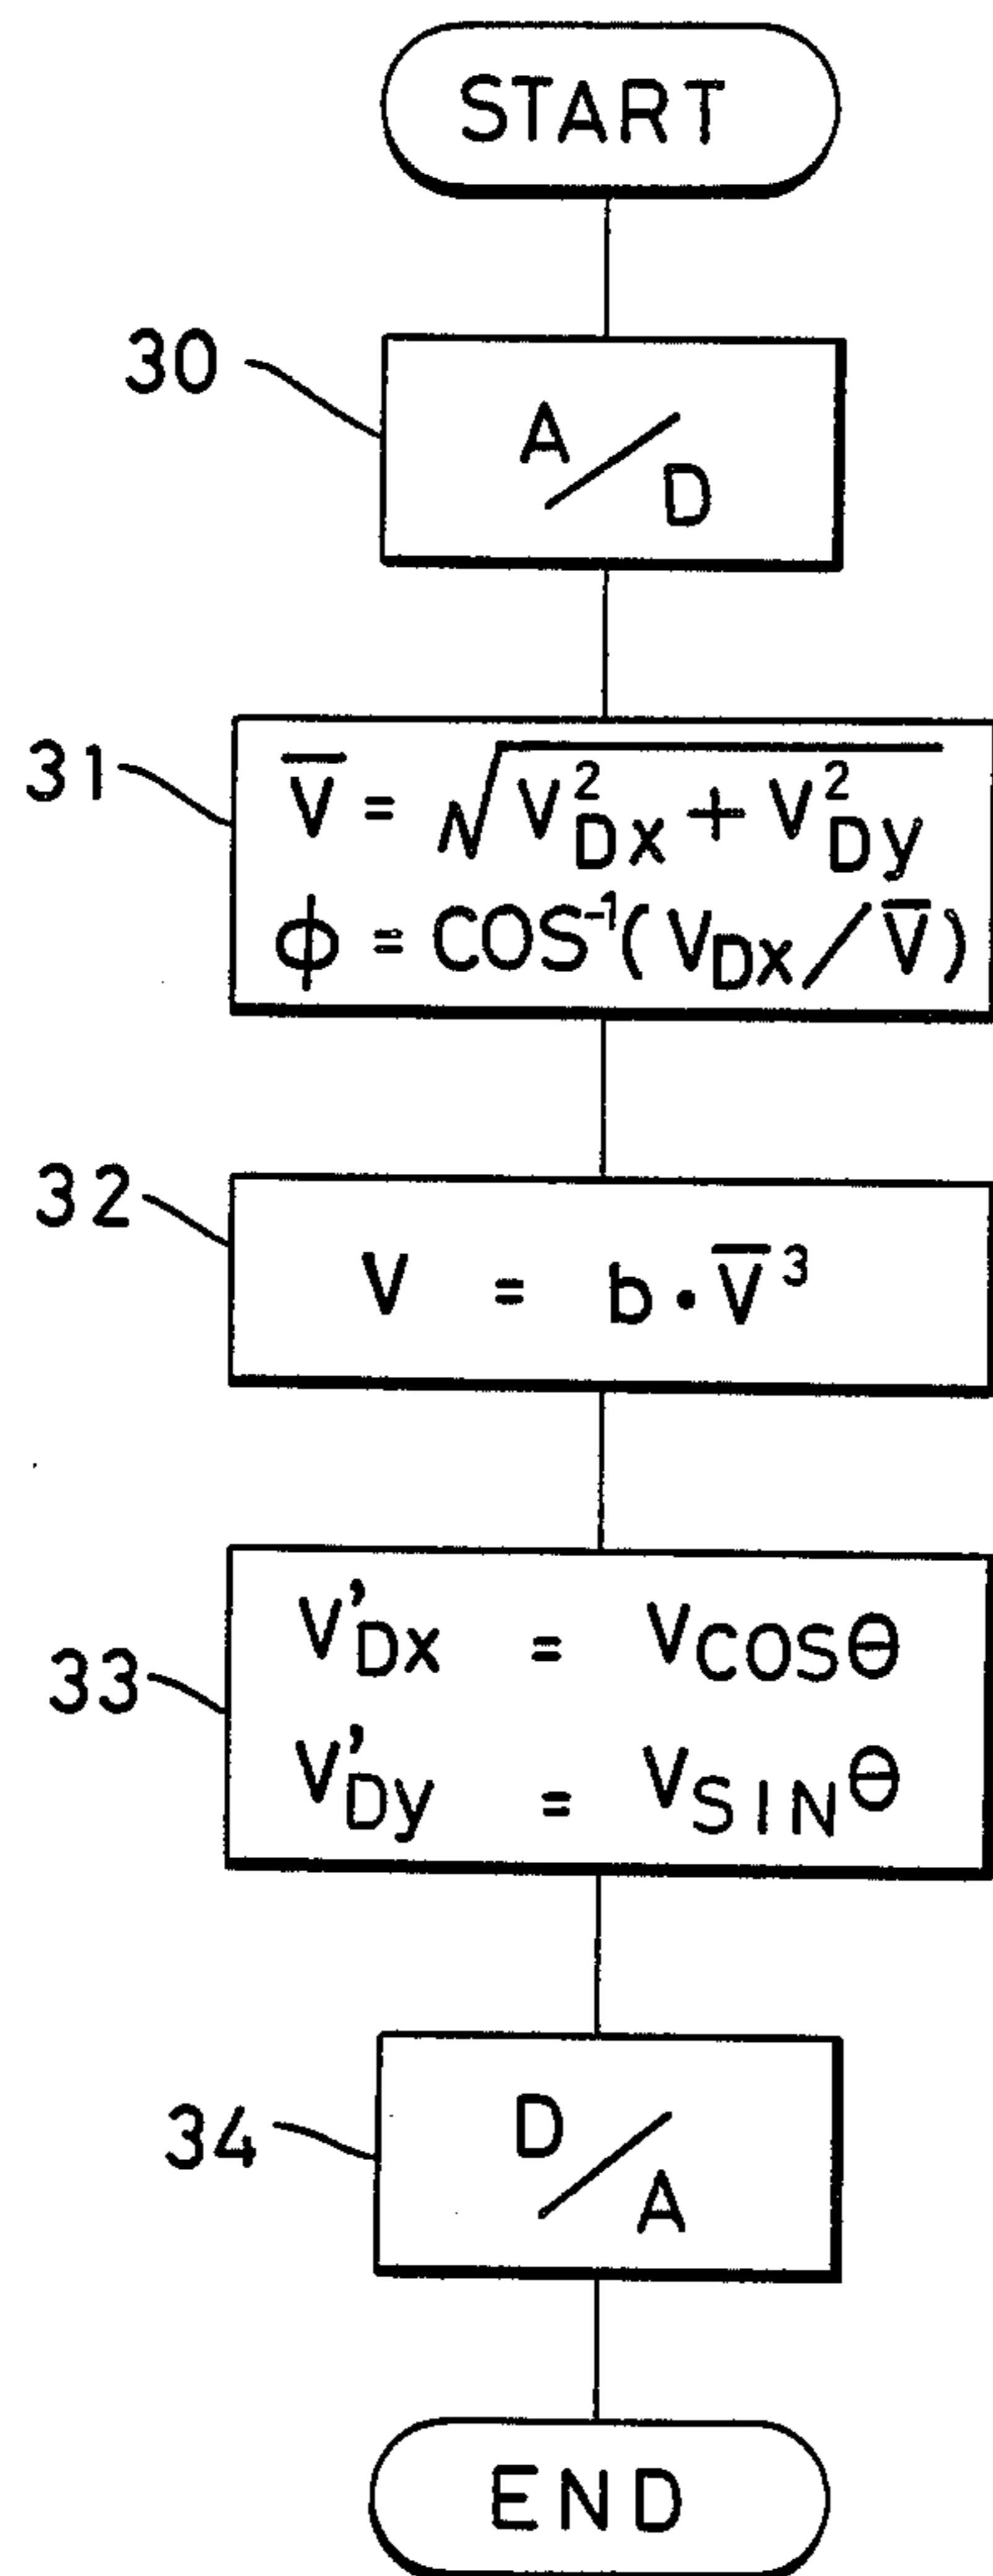 START
30
A/D
31
V̅ = √V²Dx + V²Dy
ϕ = COS⁻¹(VDx/V̅)
32
V = b·V̅³
33
V'Dx = VCOSθ
V'Dy = VSINθ
34
D/A
END